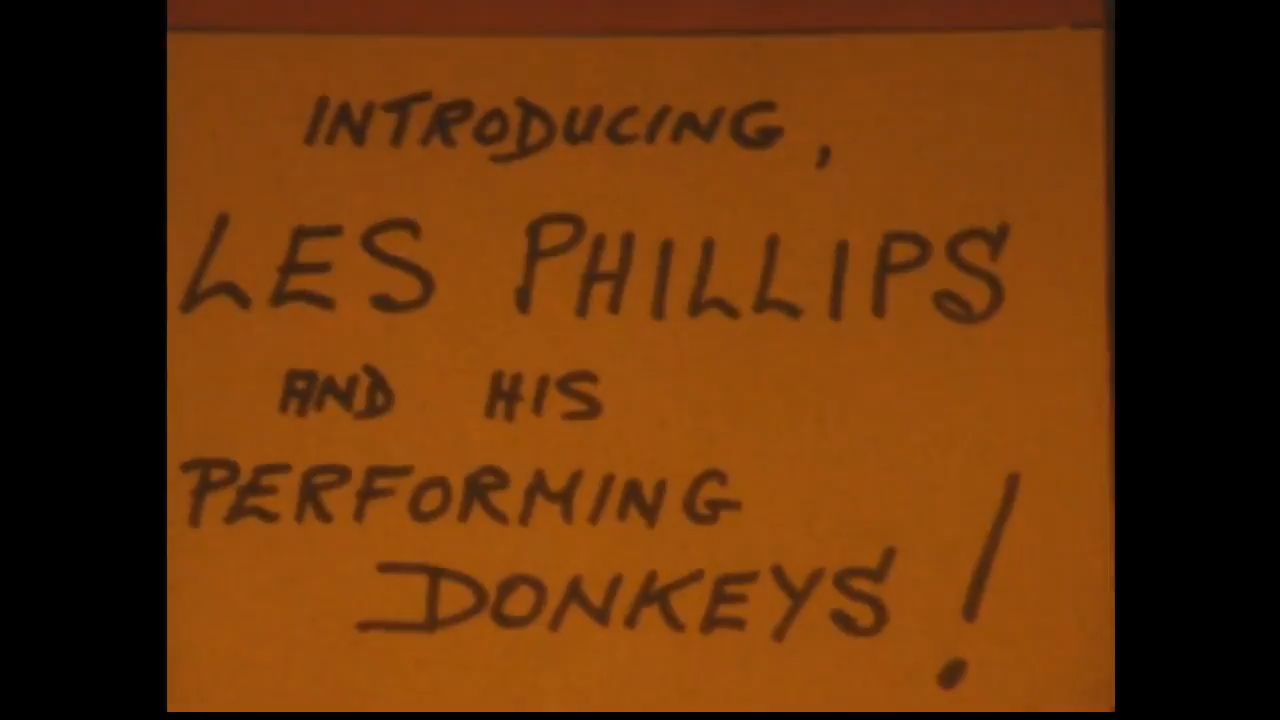 INTRODUCING,
LES PHILLIPS
AND HIS
PERFORMING
DONKEYS!